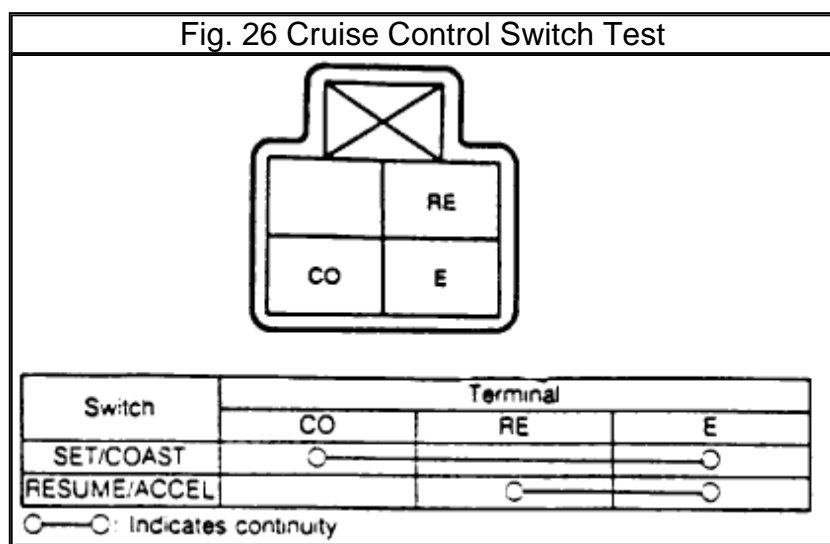 Fig. 26 Cruise Control Switch Test
RE
CO E
Switch Terminal
CO RE E
SET/COAST
RESUME/ACCEL
: Indicates continuity